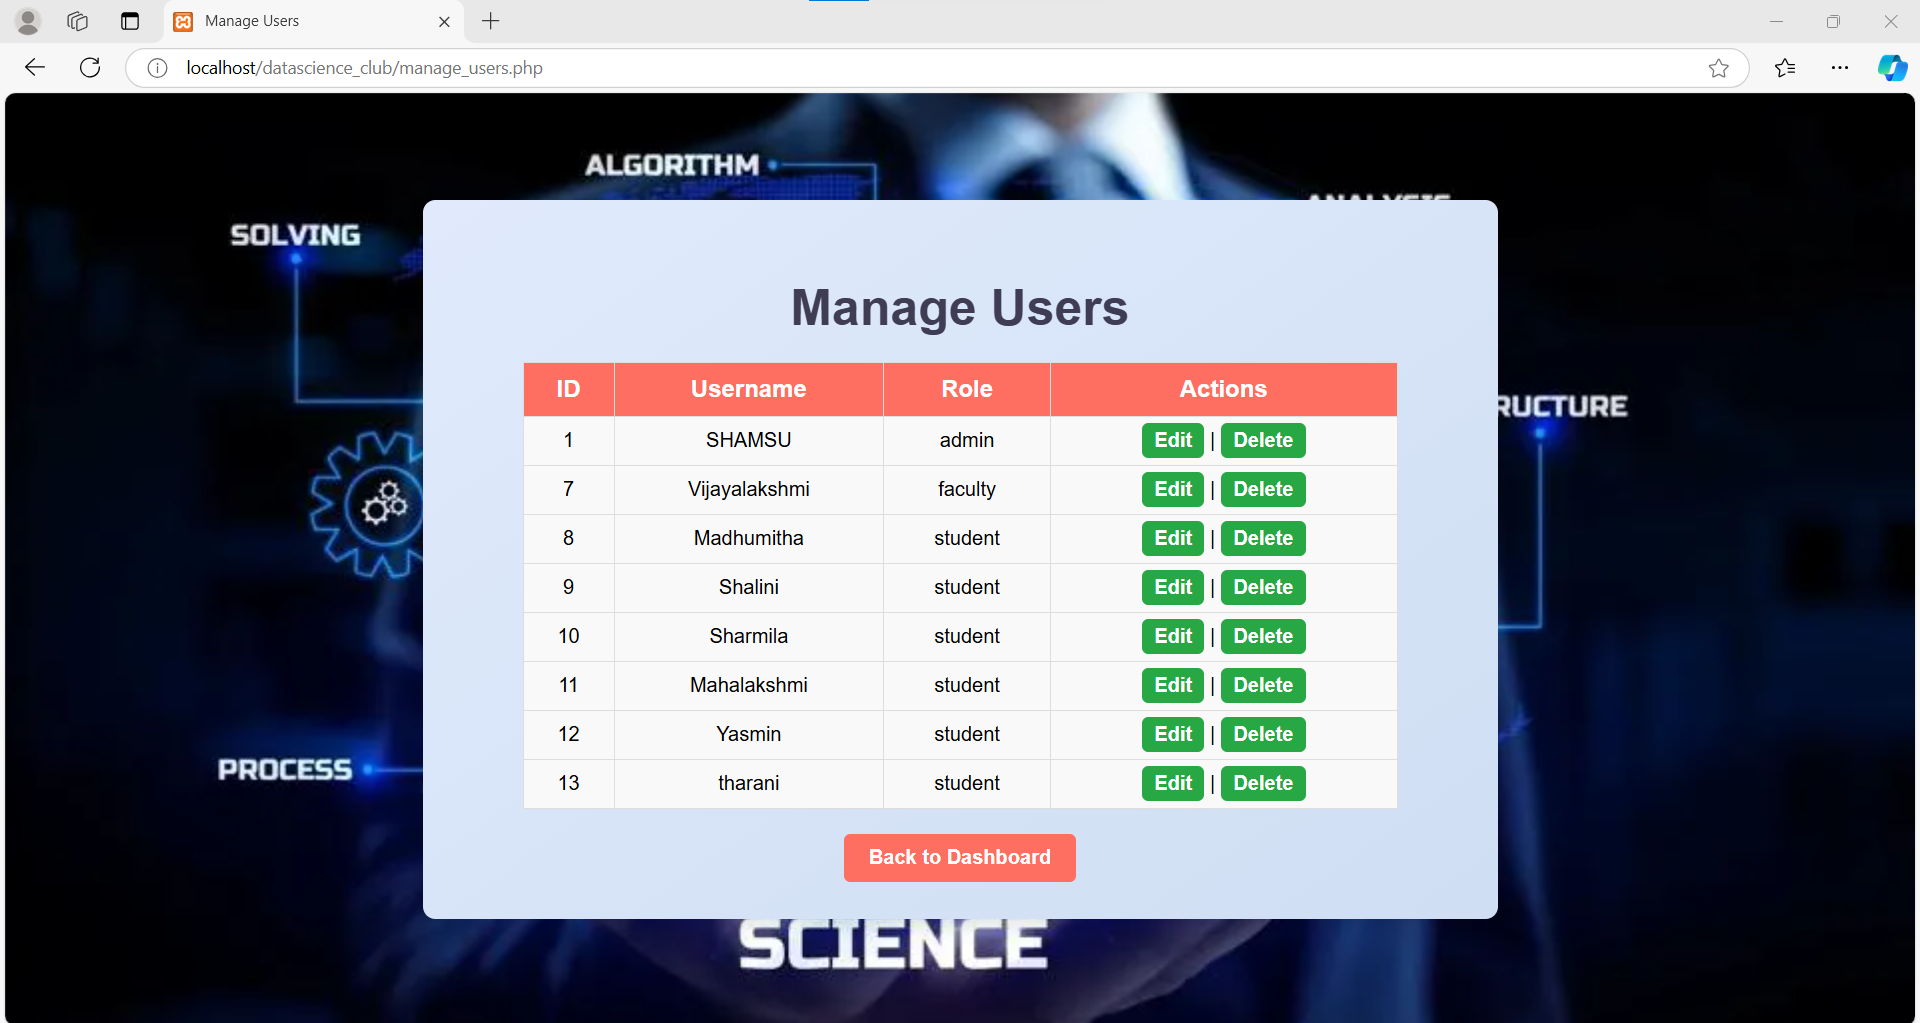 Manage Users
localhost/datascience_club/manage_users.php
ALGORITHM
ANALYSIS
SOLVING
Manage Users
ID Username Role Actions
1 SHAMSU admin Edit | Delete
RUCTURE
7 Vijayalakshmi faculty Edit | Delete
8 Madhumitha student Edit | Delete
9 Shalini student Edit | Delete
10 Sharmila student Edit | Delete
11 Mahalakshmi student Edit | Delete
12 Yasmin student Edit | Delete
PROCESS
13 tharani student Edit | Delete
Back to Dashboard
SCIENCE